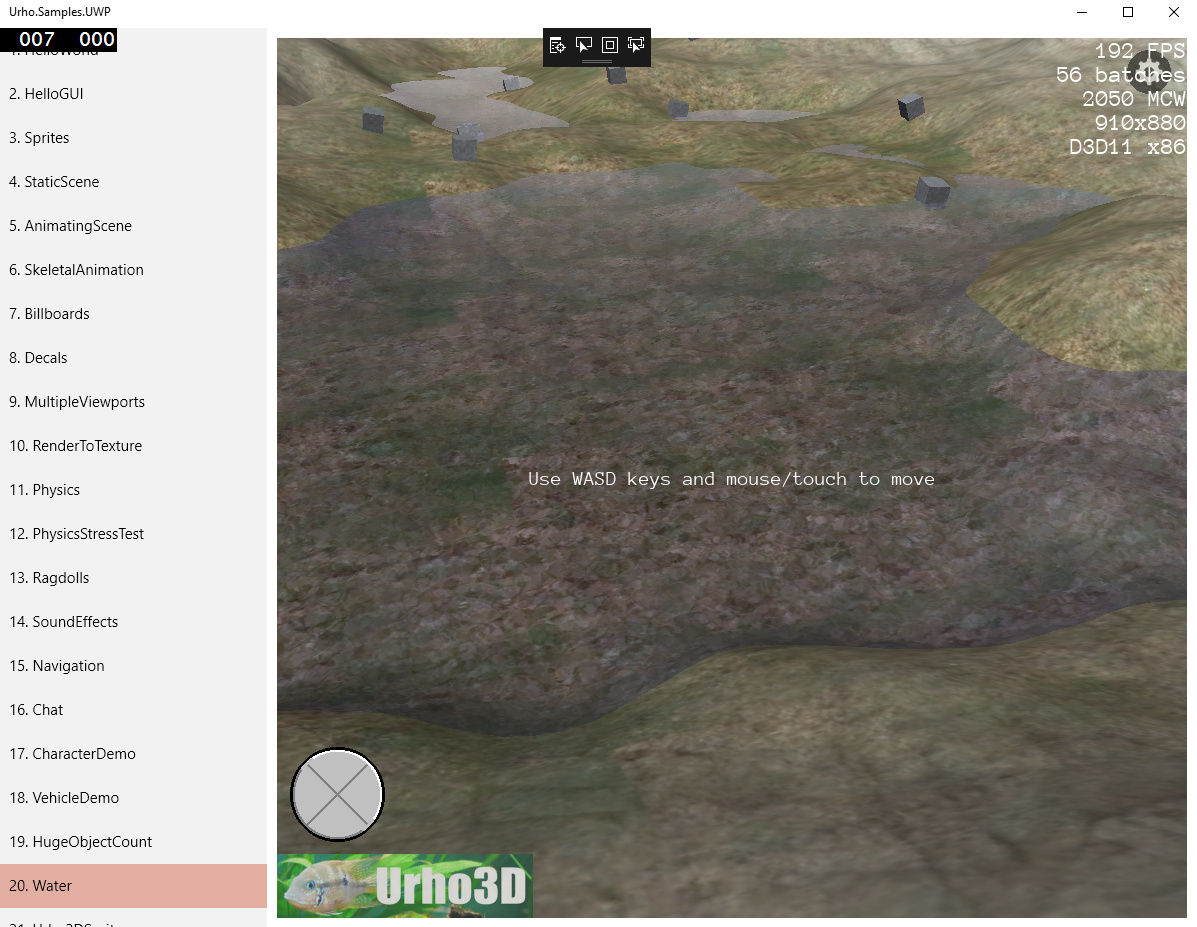 Urho.Samples.UWP
007 000
1. HelloWorld
2. HelloGUI
3. Sprites
4. StaticScene
5. AnimatingScene
6. SkeletalAnimation
7. Billboards
8. Decals
9. MultipleViewports
10. RenderToTexture
11. Physics
12. PhysicsStressTest
13. Ragdolls
14. SoundEffects
15. Navigation
16. Chat
17. CharacterDemo
18. VehicleDemo
19. HugeObjectCount
20. Water
192 FPS
56 batches
2050 MCW
910x880
D3D11 x86
Use WASD keys and mouse/touch to move
Urho3D